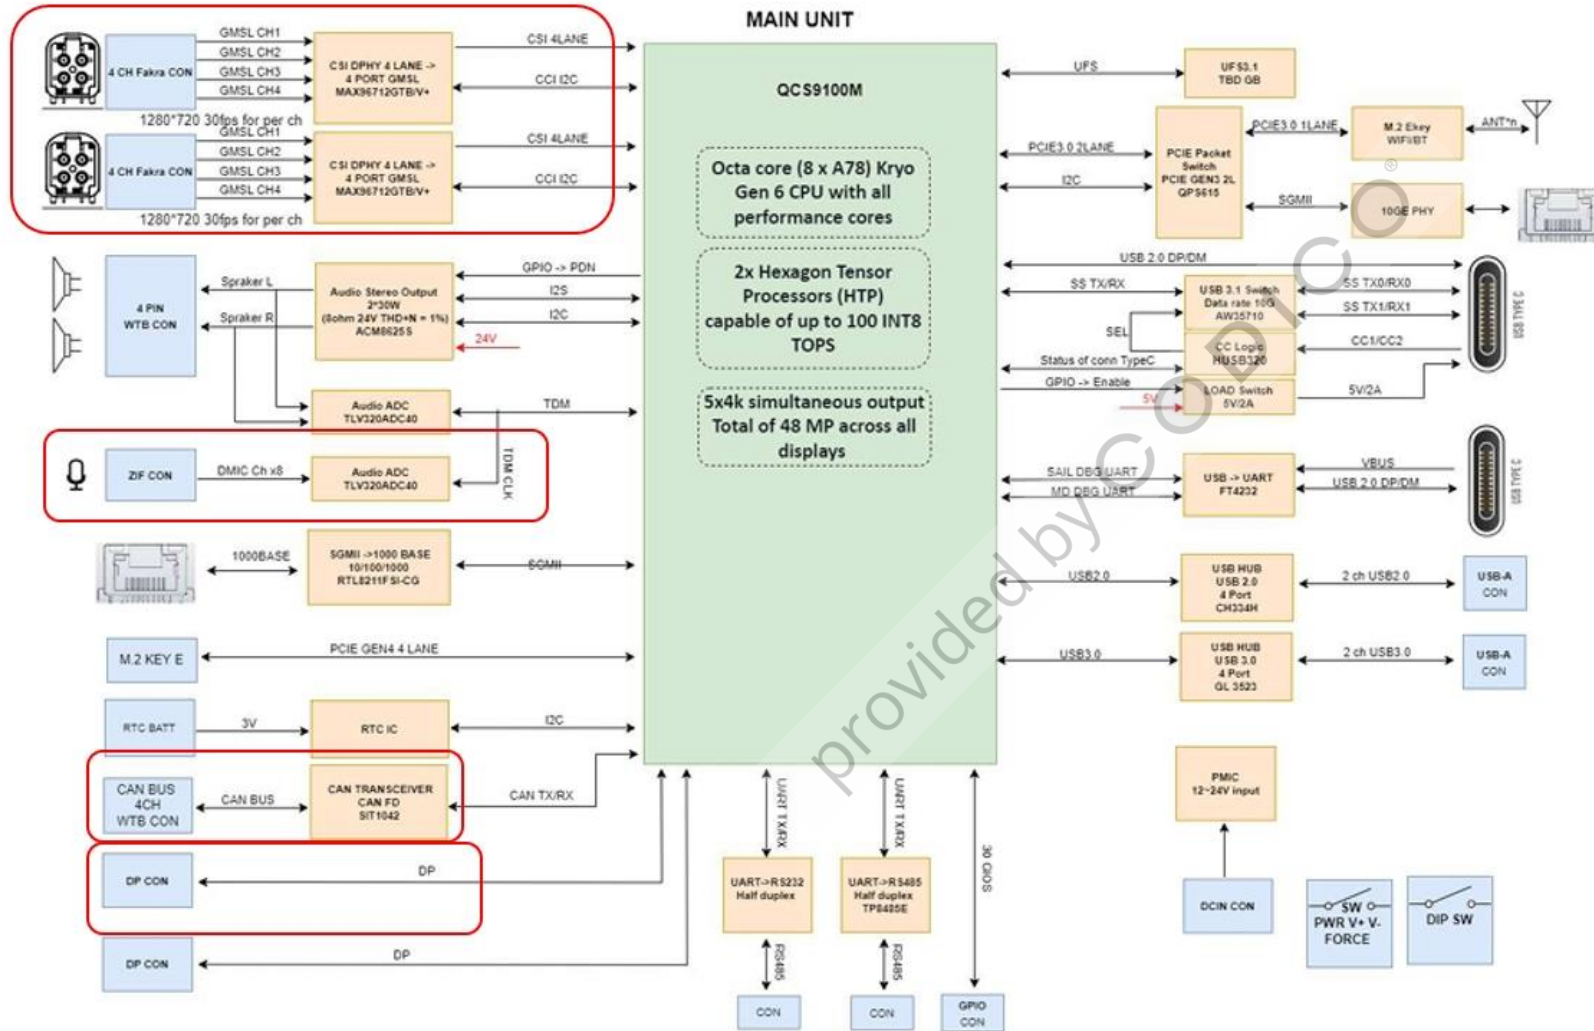 MAIN UNIT
GMSL CH1
GMSL CH2
GMSL CH3
GMSL CH4
4 CH Fakra CON
CSI DPHY 4 LANE ->
4 PORT GMSL
MAX96712GTB/V+
CSI 4LANE
CCI I2C
1280*720 30fps for per ch
GMSL CH1
GMSL CH2
GMSL CH3
GMSL CH4
4 CH Fakra CON
CSI DPHY 4 LANE ->
4 PORT GMSL
MAX96712GTB/V+
CSI 4LANE
CCI I2C
1280*720 30fps for per ch
4 PIN
WTB CON
Spraker L
Spraker R
Audio Stereo Output
2*30W
(8ohm 24V THD+N = 1%)
ACM8625S
GPIO -> PDN
I2S
I2C
24V
Audio ADC
TLV320ADC40
TDM
TDM CLK
ZIF CON
DMIC Ch x8
Audio ADC
TLV320ADC40
1000BASE
SGMII ->1000 BASE
10/100/1000
RTL8211FSI-CG
SGMII
M.2 KEY E
PCIE GEN4 4 LANE
RTC BATT
3V
RTC IC
I2C
CAN BUS
4CH
WTB CON
CAN BUS
CAN TRANSCEIVER
CAN FD
SIT1042
CAN TX/RX
DP CON
DP
DP CON
DP
QCS9100M
Octa core (8 x A78) Kryo
Gen 6 CPU with all
performance cores
2x Hexagon Tensor
Processors (HTP)
capable of up to 100 INT8
TOPS
5x4k simultaneous output
Total of 48 MP across all
displays
UART TX/RX
UART->RS232
Half duplex
RS485
CON
UART TX/RX
UART->RS485
Half duplex
TP8485E
RS485
CON
30 GIOS
GPIO
CON
UFS
UFS3.1
TBD GB
PCIE3.0 2LANE
I2C
PCIE Packet
Switch
PCIE GEN3 2L
QPS615
PCIE3.0 1LANE
M.2 Ekey
WIFI/BT
ANT*n
SGMII
10GE PHY
USB 2.0 DP/DM
SS TX/RX
USB 3.1 Switch
Data rate 10G
AW35710
SS TX0/RX0
SS TX1/RX1
SEL
CC Logic
HUSB320
CC1/CC2
Status of conn TypeC
GPIO -> Enable
5V
LOAD Switch
5V/2A
5V/2A
USB TYPE C
SAIL DBG UART
MD DBG UART
USB -> UART
FT4232
VBUS
USB 2.0 DP/DM
USB TYPE C
USB2.0
USB HUB
USB 2.0
4 Port
CH334H
2 ch USB2.0
USB-A
CON
USB3.0
USB HUB
USB 3.0
4 Port
GL 3523
2 ch USB3.0
USB-A
CON
PMIC
12~24V input
DCIN CON
SW
PWR V+ V-
FORCE
DIP SW
provided by CODICO®